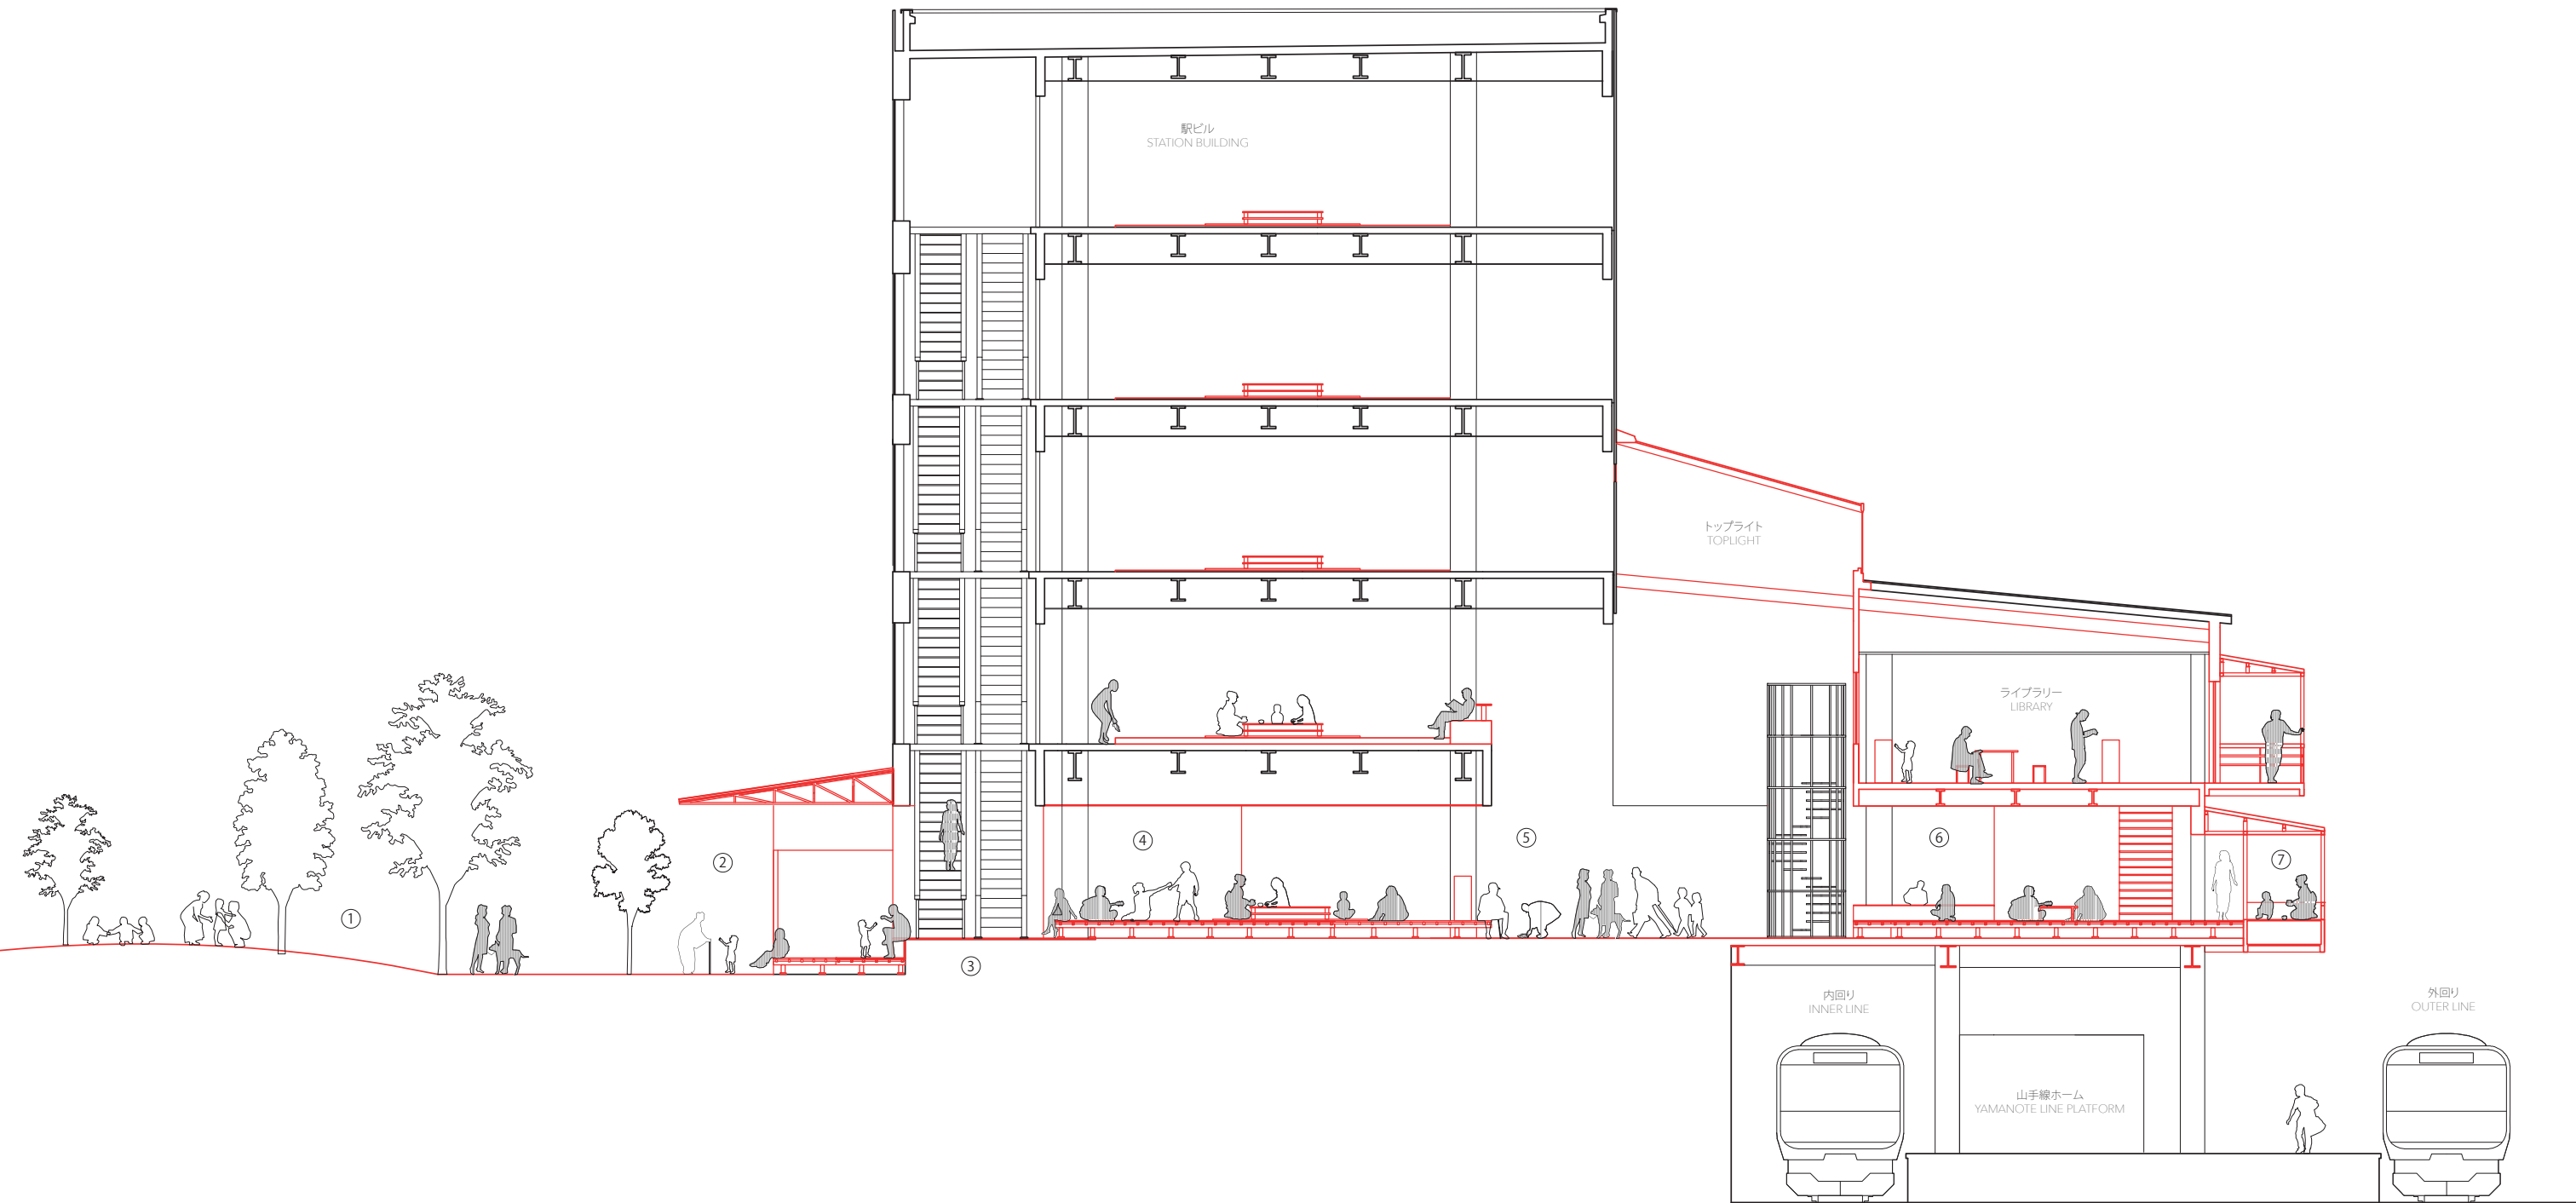 駅ビル
STATION BUILDING
トップライト
TOPLIGHT
ライブラリー
LIBRARY
①
②
③
④
⑤
⑥
⑦
内回り
INNER LINE
外回り
OUTER LINE
山手線ホーム
YAMANOTE LINE PLATFORM